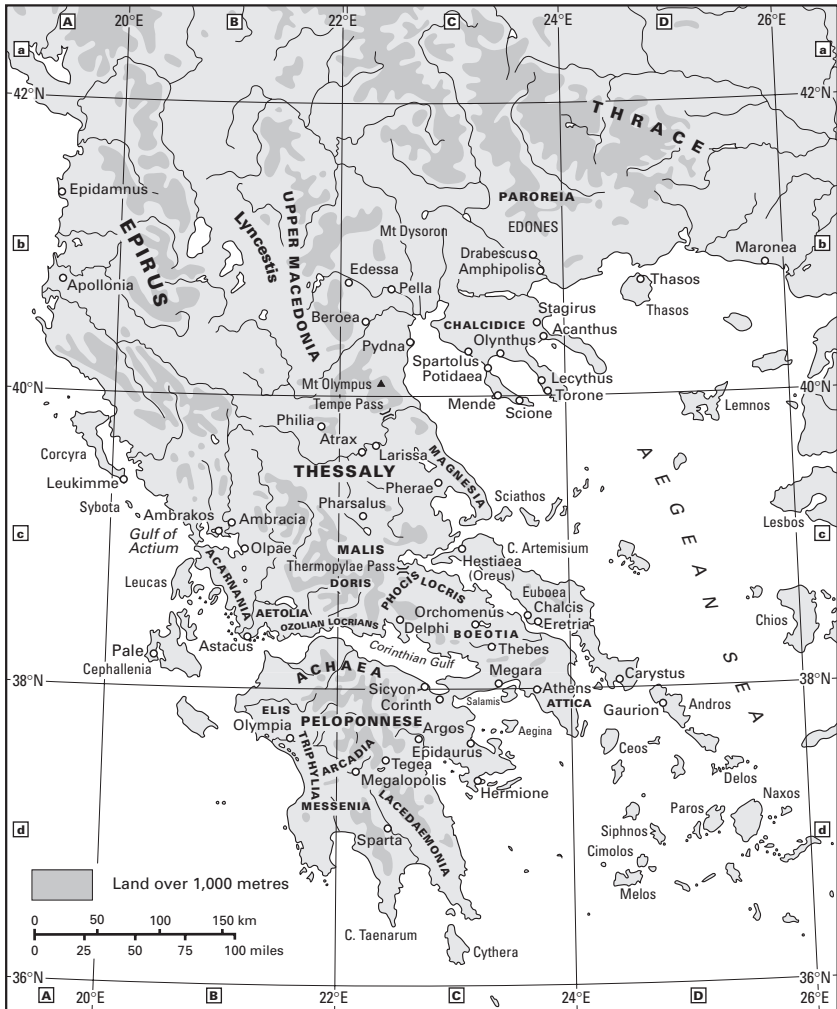 A 20°E B 22°E C 24°E D 26°E
a a
42°N 42°N
THRACE
Epidamnus
PAROREIA
UPPER MACEDONIA
Lyncestis
EPIRUS
EDONES
Mt Dysoron
b b
Drabescus
Maronea
Amphipolis
Edessa
Apollonia
Pella
Thasos
Thasos
Stagirus
Beroea
CHALCIDICE
Acanthus
Olynthus
Pydna
Spartolus
Potidaea
Lecythus
40°N 40°N
Mt Olympus
Torone
Tempe Pass
Mende
Scione
Lemnos
Philia
Atrax
Larissa
Corcyra
MAGNESIA
AEGEAN SEA
THESSALY
Leukimme
Pherae
Sciathos
Sybota
Pharsalus
Ambrakos
Ambracia
Lesbos
c c
Gulf of
Actium
Olpae
MALIS
C. Artemisium
Thermopylae Pass
Hestiaea
(Oreus)
Leucas
DORIS
ACARNANIA
PHOCIS
LOCRIS
Euboea
Chalcis
Orchomenus
AETOLIA
Eretria
Chios
OZOLIAN LOCRIANS
Delphi
BOEOTIA
Astacus
Thebes
Pale
Corinthian Gulf
Cephallenia
ACHAEA
Megara
Carystus
38°N 38°N
Sicyon
Athens
Corinth
Salamis
ATTICA
Gaurion
Andros
ELIS
Olympia
PELOPONNESE
Argos
Aegina
TRIPHYLIA
ARCADIA
Epidaurus
Ceos
Tegea
Megalopolis
Delos
Hermione
Naxos
MESSENIA
LACEDAEMONIA
Paros
d d
Siphnos
Sparta
Cimolos
Melos
Land over 1,000 metres
0 50 100 150 km
0 25 50 75 100 miles
C. Taenarum
Cythera
36°N 36°N
A 20°E B 22°E C 24°E D 26°E